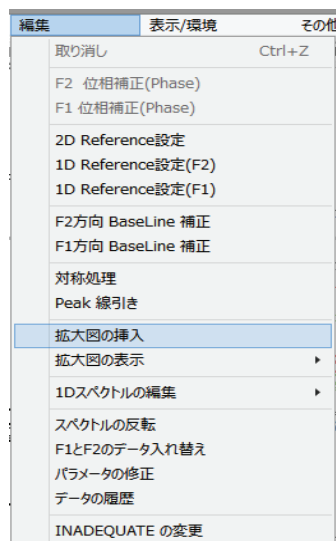 編集 表示/環境 その他
取り消し Ctrl+Z
F2 位相補正(Phase)
F1 位相補正(Phase)
2D Reference設定
1D Reference設定(F2)
1D Reference設定(F1)
F2方向 BaseLine 補正
F1方向 BaseLine 補正
対称処理
Peak 線引き
拡大図の挿入
拡大図の表示
1Dスペクトルの編集
スペクトルの反転
F1とF2のデータ入れ替え
パラメータの修正
データの履歴
INADEQUATE の変更